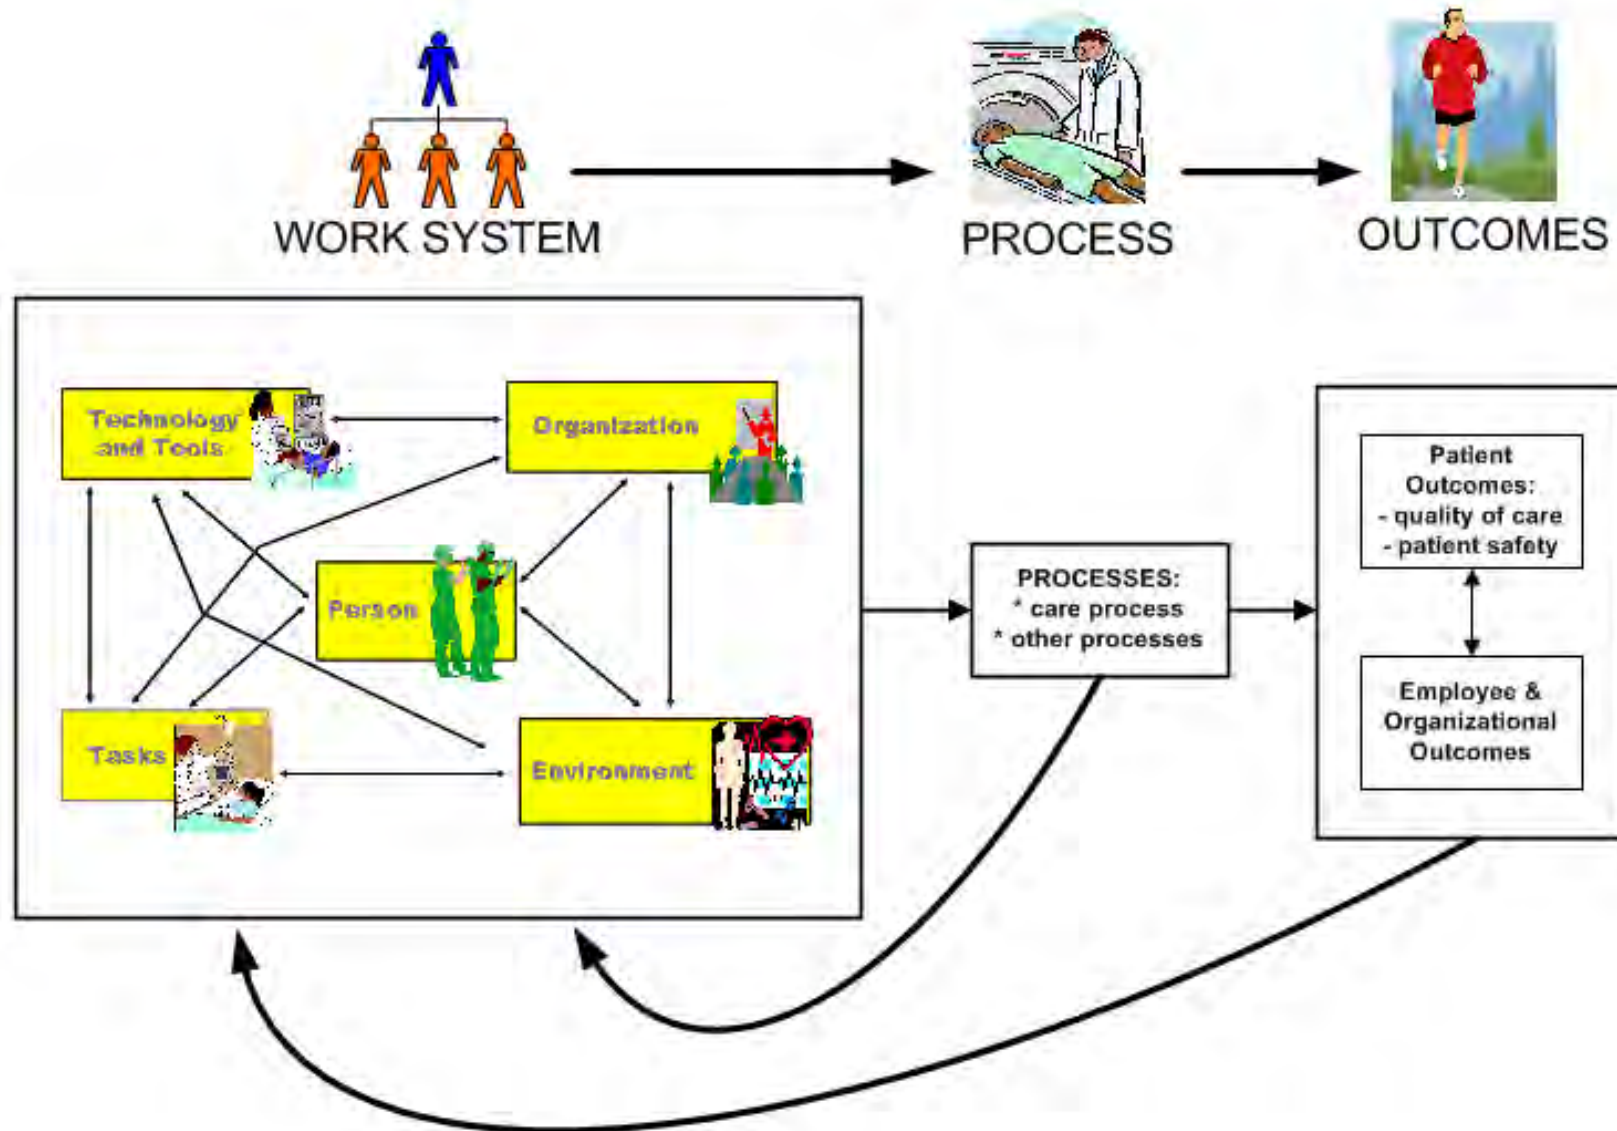 WORK SYSTEM
PROCESS
OUTCOMES
Technology
and Tools
Organization
Person
Tasks
Environment
PROCESSES:
* care process
* other processes
Patient
Outcomes:
- quality of care
- patient safety
Employee &
Organizational
Outcomes